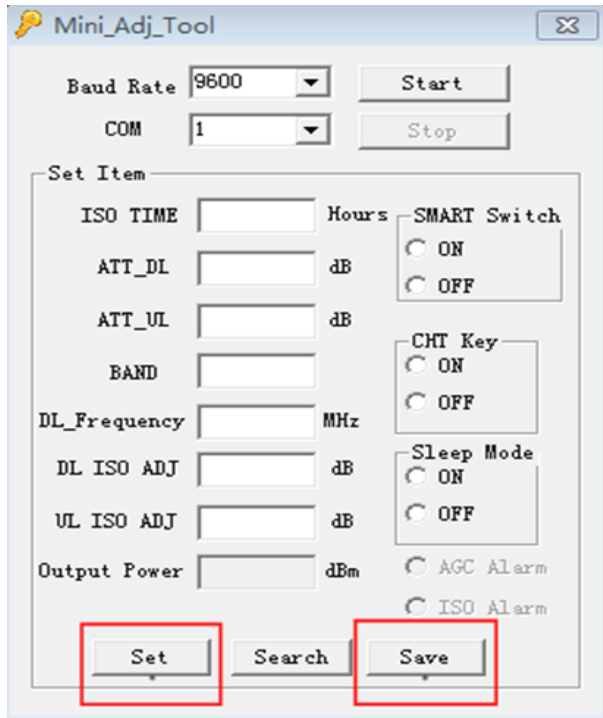 Mini_Adj_Tool
Baud Rate 9600 Start
COM 1 Stop
Set Item
ISO TIME Hours SMART Switch
ON
ATT_DL dB
OFF
ATT_UL dB
CHT Key
BAND ON
OFF
DL_Frequency MHz
Sleep Mode
DL ISO ADJ dB ON
UL ISO ADJ dB OFF
Output Power dBm AGC Alarm
ISO Alarm
Set Search Save